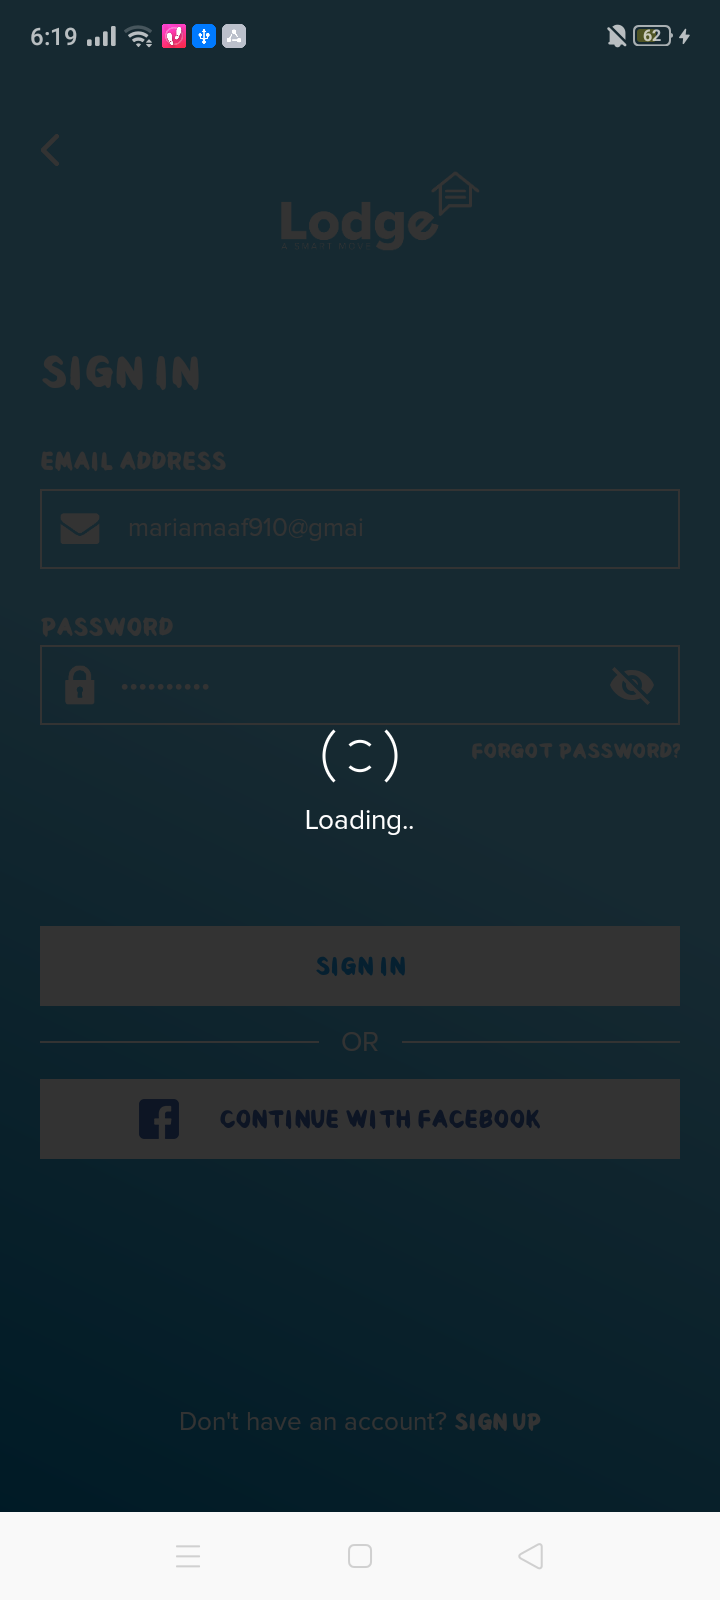 6:19
62
Lodge
A SMART MOVE
SIGN IN
EMAIL ADDRESS
mariamaaf910@gmai
PASSWORD
••••••••••
FORGOT PASSWORD?
Loading..
SIGN IN
OR
CONTINUE WITH FACEBOOK
Don't have an account? SIGN UP